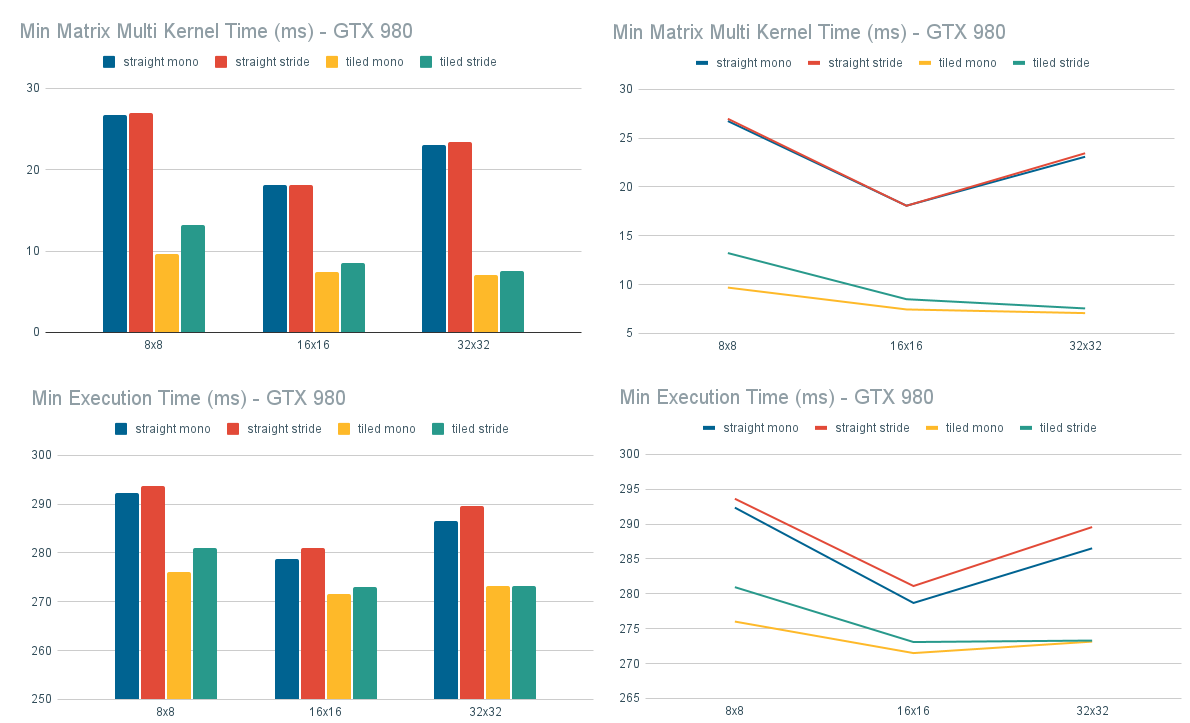 Min Matrix Multi Kernel Time (ms) - GTX 980
straight mono straight stride tiled mono tiled stride
30
20
10
0
8x8 16x16 32x32
Min Matrix Multi Kernel Time (ms) - GTX 980
straight mono straight stride tiled mono tiled stride
30
25
20
15
10
5
8x8 16x16 32x32
Min Execution Time (ms) - GTX 980
straight mono straight stride tiled mono tiled stride
300
290
280
270
260
250
8x8 16x16 32x32
Min Execution Time (ms) - GTX 980
straight mono straight stride tiled mono tiled stride
300
295
290
285
280
275
270
265
8x8 16x16 32x32